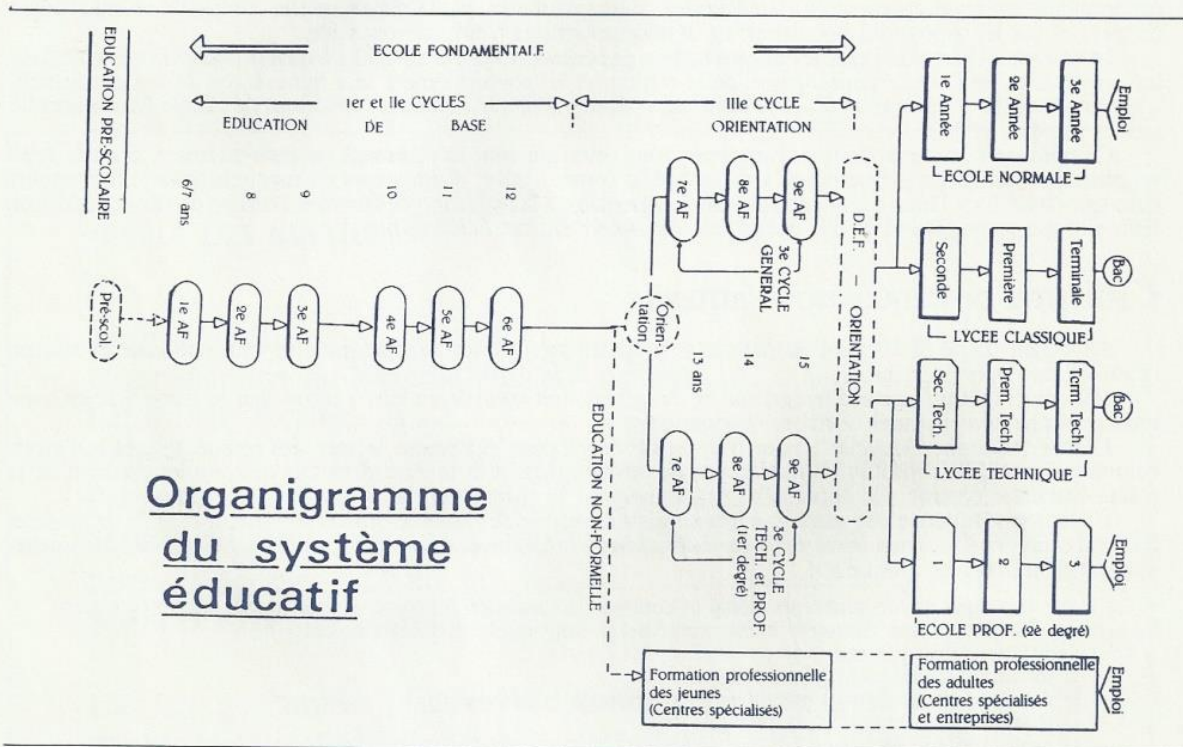 ECOLE FONDAMENTALE
EDUCATION PRE-SCOLAIRE
Ier et IIe CYCLES
EDUCATION DE BASE
IIIe CYCLE
ORIENTATION
6/7 ans
8
9
10
11
12
Pré-scol.
1e AF
2e AF
3e AF
4e AF
5e AF
6e AF
Orien-
tation
7e AF
8e AF
9e AF
3e CYCLE
GENERAL
13 ans
14
15
7e AF
8e AF
9e AF
3e CYCLE
TECH. et PROF.
(1er degré)
D.E.F. - ORIENTATION
EDUCATION NON-FORMELLE
1e Année
2e Année
3e Année
Emploi
ECOLE NORMALE
Seconde
Première
Terminale
Bac
LYCEE CLASSIQUE
Sec. Tech.
Prem. Tech.
Term. Tech.
Bac
LYCEE TECHNIQUE
1
2
3
Emploi
ECOLE PROF. (2è degré)
Formation professionnelle
des jeunes
(Centres spécialisés)
Formation professionnelle
des adultes
(Centres spécialisés
et entreprises)
Emploi
Organigramme
du système
éducatif